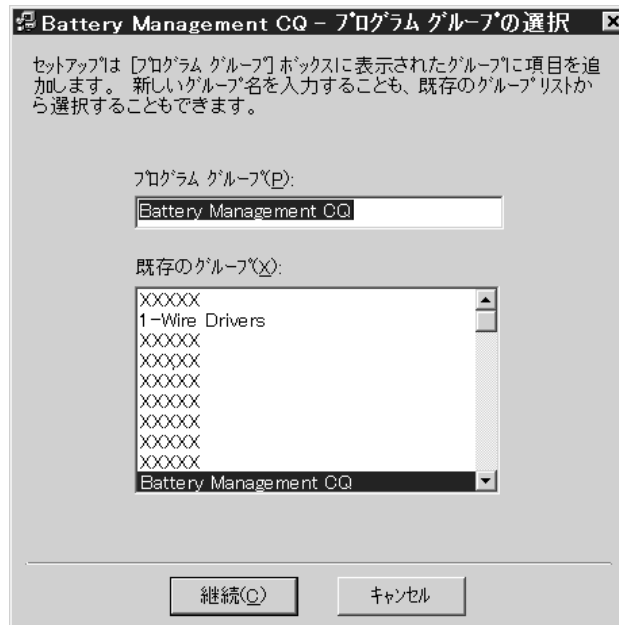 Battery Management CQ – プログラム グループの選択
セットアップは [プログラム グループ] ボックスに表示されたグループに項目を追
加します。 新しいグループ名を入力することも、既存のグループ リストか
ら選択することもできます。
プログラム グループ(P):
Battery Management CQ
既存のグループ(X):
XXXXX
1-Wire Drivers
XXXXX
XXXXX
XXXXX
XXXXX
XXXXX
XXXXX
XXXXX
Battery Management CQ
継続(C)
キャンセル